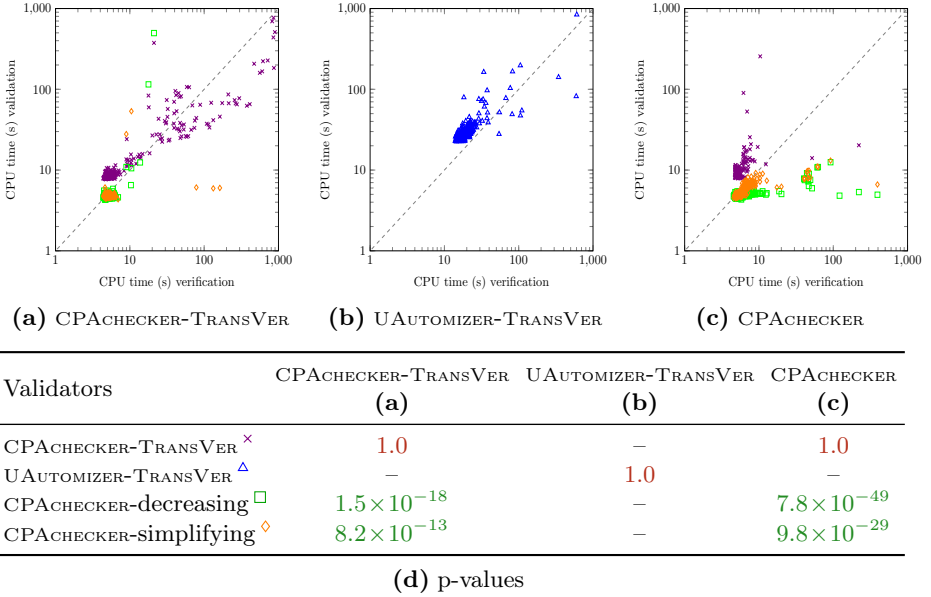 1,000
100
10
1
1
10
100
1,000
CPU time (s) validation
CPU time (s) verification
(a) CPACHECKER-TRANSVER
1,000
100
10
1
1
10
100
1,000
CPU time (s) validation
CPU time (s) verification
(b) UAUTOMIZER-TRANSVER
1,000
100
10
1
1
10
100
1,000
CPU time (s) validation
CPU time (s) verification
(c) CPACHECKER
Validators CPACHECKER-TRANSVER (a) UAUTOMIZER-TRANSVER (b) CPACHECKER (c)
CPACHECKER-TRANSVER × 1.0 – 1.0
UAUTOMIZER-TRANSVER △ – 1.0 –
CPACHECKER-decreasing □ 1.5×10⁻¹⁸ – 7.8×10⁻⁴⁹
CPACHECKER-simplifying ◇ 8.2×10⁻¹³ – 9.8×10⁻²⁹
(d) p-values